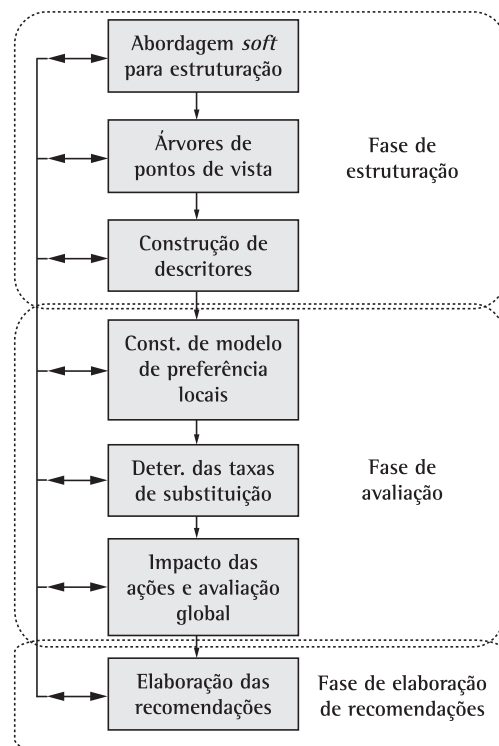 Abordagem soft
para estruturação
Árvores de
pontos de vista
Fase de
estruturação
Construção de
descritores
Const. de modelo
de preferência
locais
Deter. das taxas
de substituição
Fase de
avaliação
Impacto das
ações e avaliação
global
Elaboração das
recomendações
Fase de elaboração
de recomendações